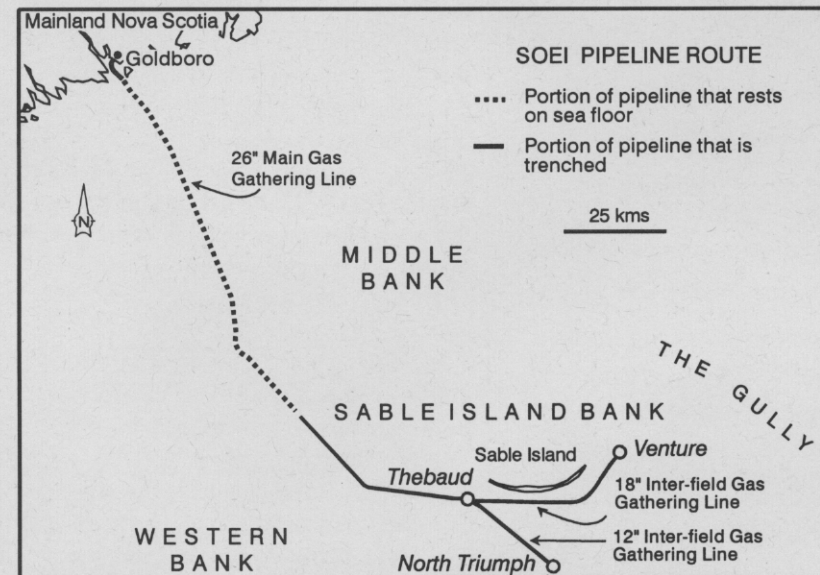 Mainland Nova Scotia
Goldboro
SOEI PIPELINE ROUTE
Portion of pipeline that rests
on sea floor
Portion of pipeline that is
trenched
26" Main Gas
Gathering Line
25 kms
N
MIDDLE
BANK
THE GULLY
SABLE ISLAND BANK
Sable Island
Venture
Thebaud
18" Inter-field Gas
Gathering Line
WESTERN
BANK
12" Inter-field Gas
Gathering Line
North Triumph